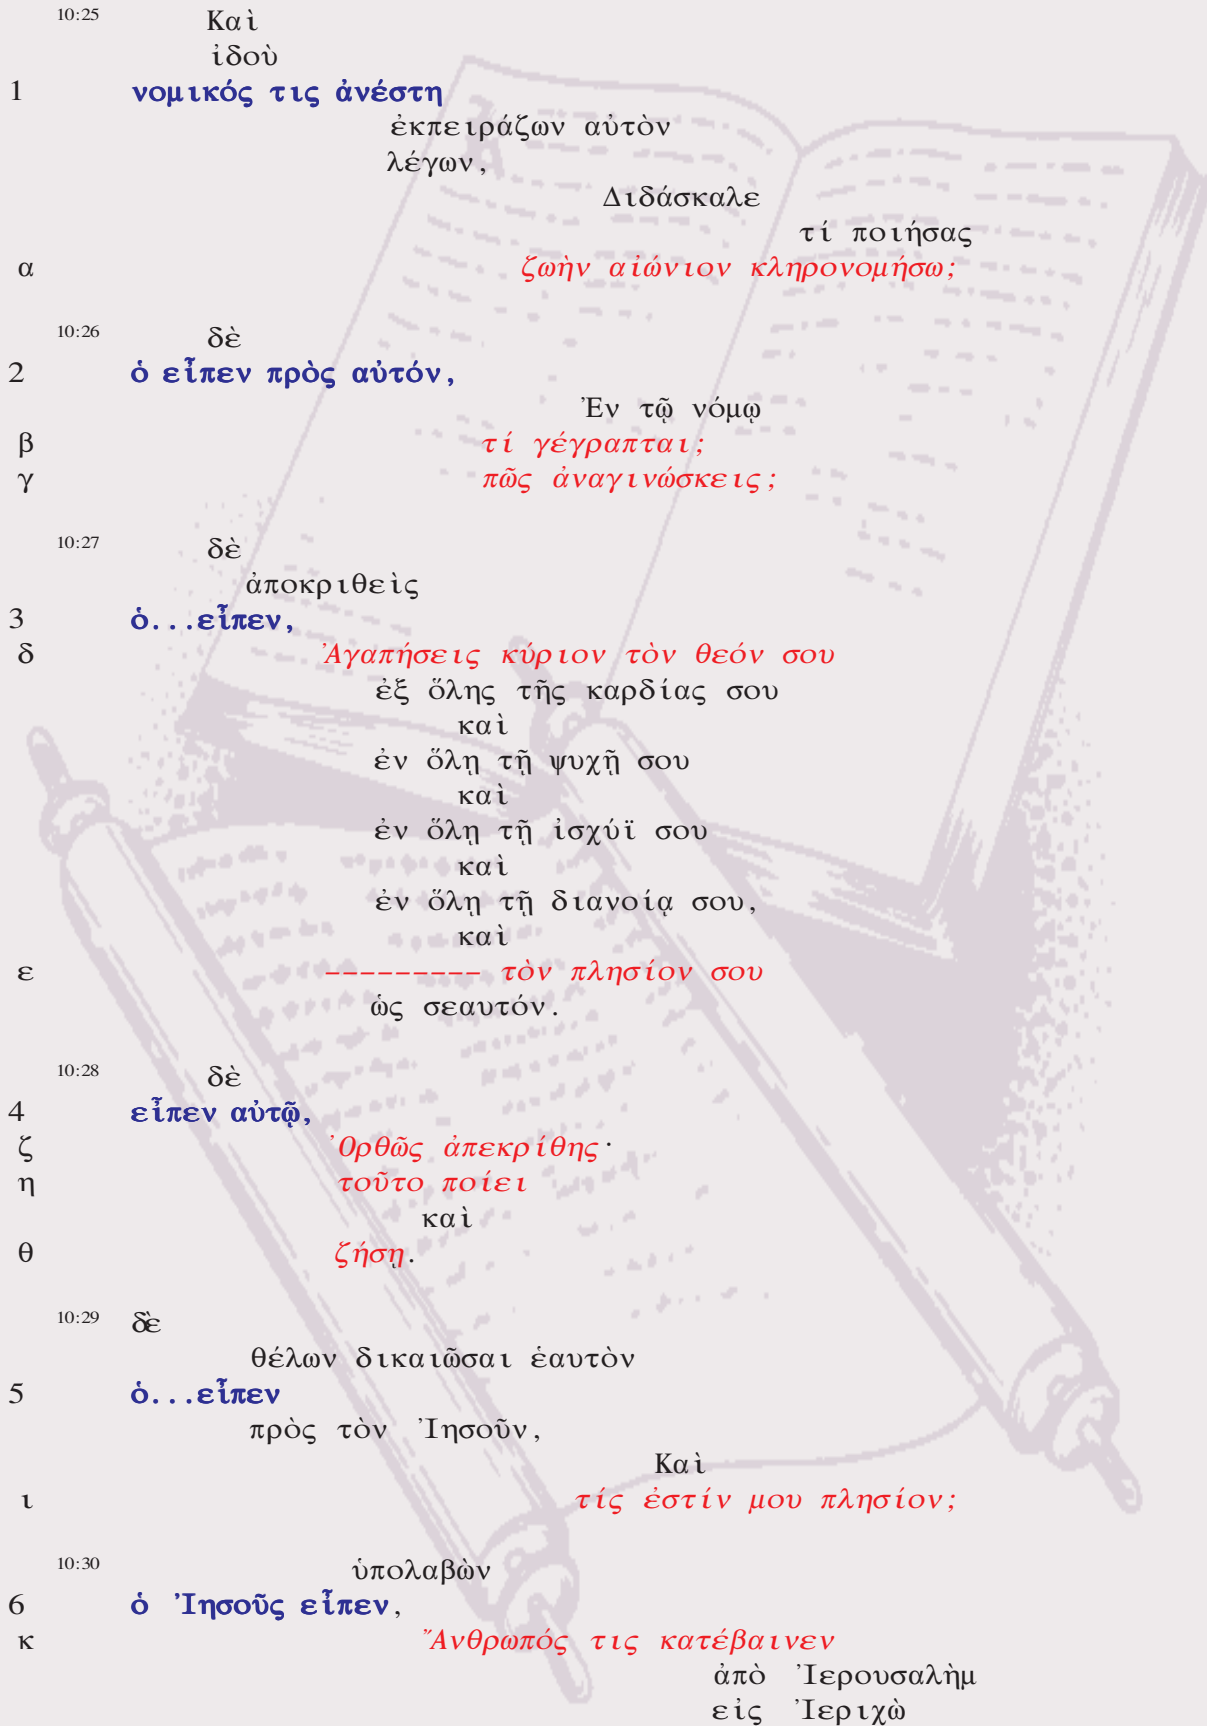 10:25 Καὶ
ἰδοὺ
1 νομικός τις ἀνέστη
ἐκπειράζων αὐτὸν
λέγων,
Διδάσκαλε
τί ποιήσας
α ζωὴν αἰώνιον κληρονομήσω;
10:26 δὲ
2 ὁ εἶπεν πρὸς αὐτόν,
Ἐν τῷ νόμῳ
β τί γέγραπται;
γ πῶς ἀναγινώσκεις;
10:27 δὲ
ἀποκριθεὶς
3 ὁ...εἶπεν,
δ Ἀγαπήσεις κύριον τὸν θεόν σου
ἐξ ὅλης τῆς καρδίας σου
καὶ
ἐν ὅλῃ τῇ ψυχῇ σου
καὶ
ἐν ὅλῃ τῇ ἰσχύϊ σου
καὶ
ἐν ὅλῃ τῇ διανοίᾳ σου,
καὶ
ε --------- τὸν πλησίον σου
ὡς σεαυτόν.
10:28 δὲ
4 εἶπεν αὐτῷ,
ζ Ὀρθῶς ἀπεκρίθης·
η τοῦτο ποίει
καὶ
θ ζήσῃ.
10:29 δὲ
θέλων δικαιῶσαι ἑαυτὸν
5 ὁ...εἶπεν
πρὸς τὸν Ἰησοῦν,
Καὶ
ι τίς ἐστίν μου πλησίον;
10:30 ὑπολαβὼν
6 ὁ Ἰησοῦς εἶπεν,
κ Ἄνθρωπός τις κατέβαινεν
ἀπὸ Ἰερουσαλὴμ
εἰς Ἰεριχὼ